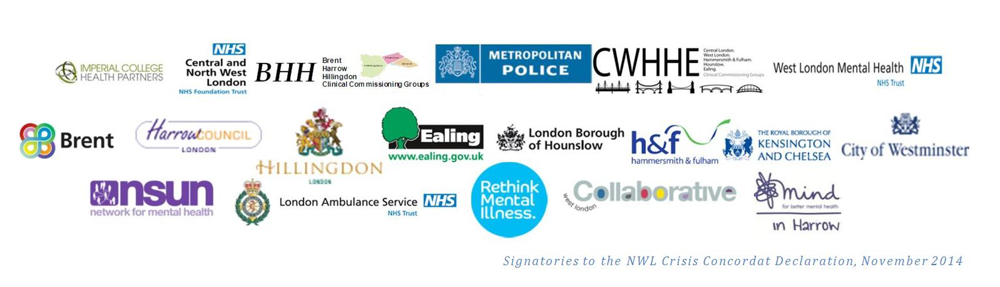 IMPERIAL COLLEGE
HEALTH PARTNERS
NHS
Central and
North West
London
NHS Foundation Trust
BHH
Brent
Harrow
Hillingdon
Clinical Commissioning Groups
Hillingdon
Harrow
Brent
METROPOLITAN
POLICE
CWHHE
Central London.
West London.
Hammersmith & Fulham.
Hounslow.
Ealing.
Clinical Commissioning Groups
West London Mental Health NHS
NHS Trust
Brent
HarrowCOUNCIL
LONDON
HILLINGDON
LONDON
Ealing
www.ealing.gov.uk
London Borough
of Hounslow
h&f
hammersmith & fulham
THE ROYAL BOROUGH OF
KENSINGTON
AND CHELSEA
City of Westminster
nsun
network for mental health
London Ambulance Service NHS
NHS Trust
Rethink
Mental
Illness.
west london
Collaborative
mind
for better mental health
in Harrow
Signatories to the NWL Crisis Concordat Declaration, November 2014